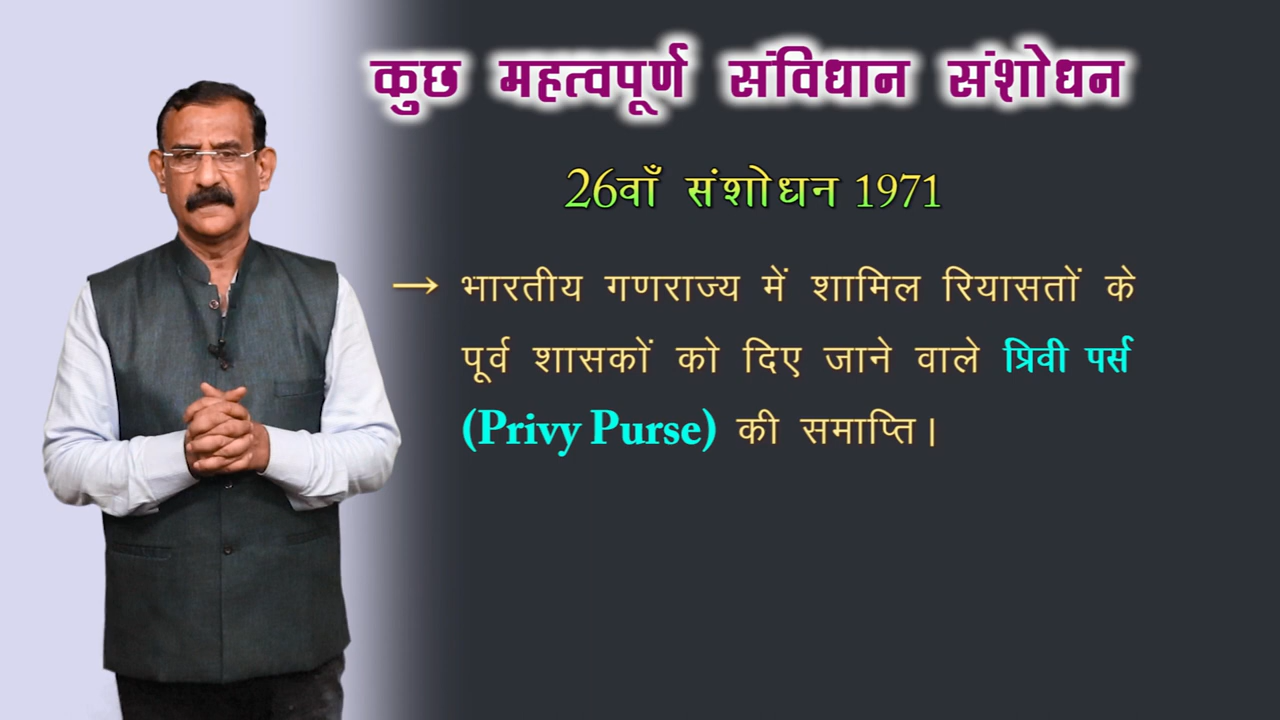 कुछ महत्वपूर्ण संविधान संशोधन
26वाँ संशोधन 1971
→ भारतीय गणराज्य में शामिल रियासतों के
पूर्व शासकों को दिए जाने वाले प्रिवी पर्स
(Privy Purse) की समाप्ति।